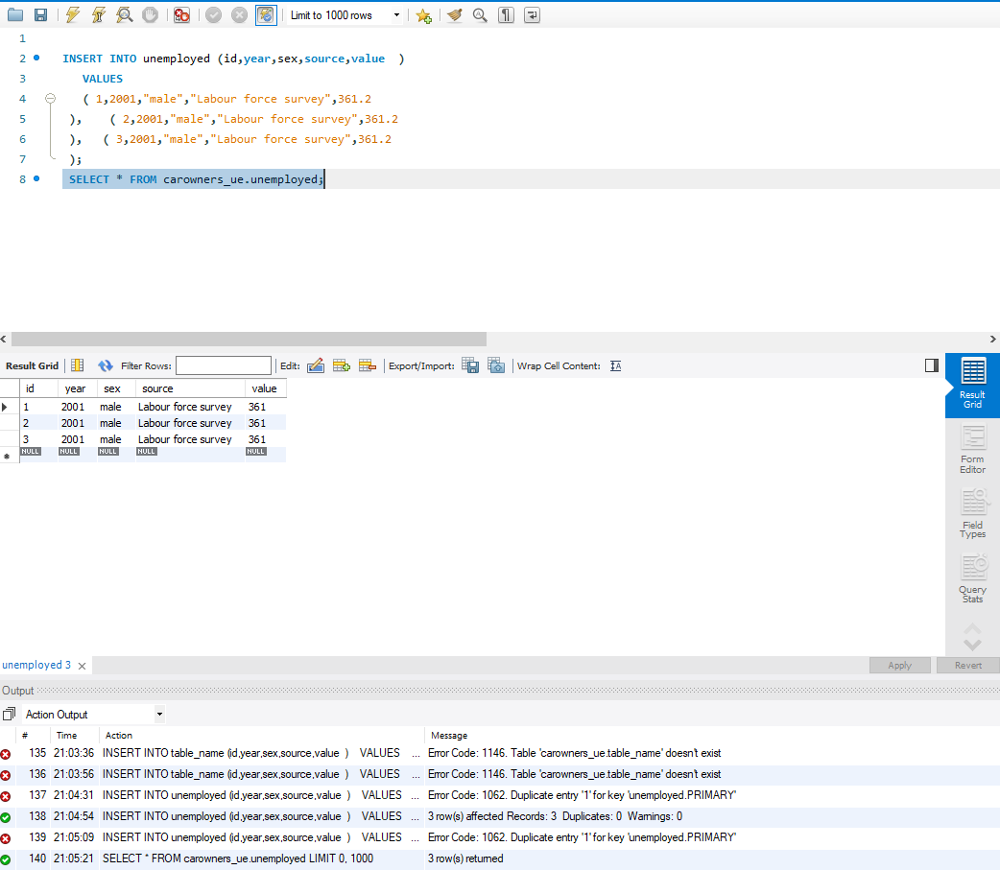 Limit to 1000 rows
1
2 INSERT INTO unemployed (id,year,sex,source,value  )
3 VALUES
4 ( 1,2001,"male","Labour force survey",361.2
5 ),    ( 2,2001,"male","Labour force survey",361.2
6 ),   ( 3,2001,"male","Labour force survey",361.2
7 );
8 SELECT * FROM carowners_ue.unemployed;
Result Grid Filter Rows: Edit: Export/Import: Wrap Cell Content: IA
id year sex source value
1 2001 male Labour force survey 361
2 2001 male Labour force survey 361
3 2001 male Labour force survey 361
NULL NULL NULL NULL NULL
Result
Grid
Form
Editor
Field
Types
Query
Stats
unemployed 3 Apply Revert
Output
Action Output
# Time Action Message
135 21:03:36 INSERT INTO table_name (id,year,sex,source,value  )    VALUES    ... Error Code: 1146. Table 'carowners_ue.table_name' doesn't exist
136 21:03:56 INSERT INTO table_name (id,year,sex,source,value  )    VALUES    ... Error Code: 1146. Table 'carowners_ue.table_name' doesn't exist
137 21:04:31 INSERT INTO unemployed (id,year,sex,source,value  )    VALUES    ... Error Code: 1062. Duplicate entry '1' for key 'unemployed.PRIMARY'
138 21:04:54 INSERT INTO unemployed (id,year,sex,source,value  )    VALUES    ... 3 row(s) affected Records: 3  Duplicates: 0  Warnings: 0
139 21:05:09 INSERT INTO unemployed (id,year,sex,source,value  )    VALUES    ... Error Code: 1062. Duplicate entry '1' for key 'unemployed.PRIMARY'
140 21:05:21 SELECT * FROM carowners_ue.unemployed LIMIT 0, 1000 3 row(s) returned